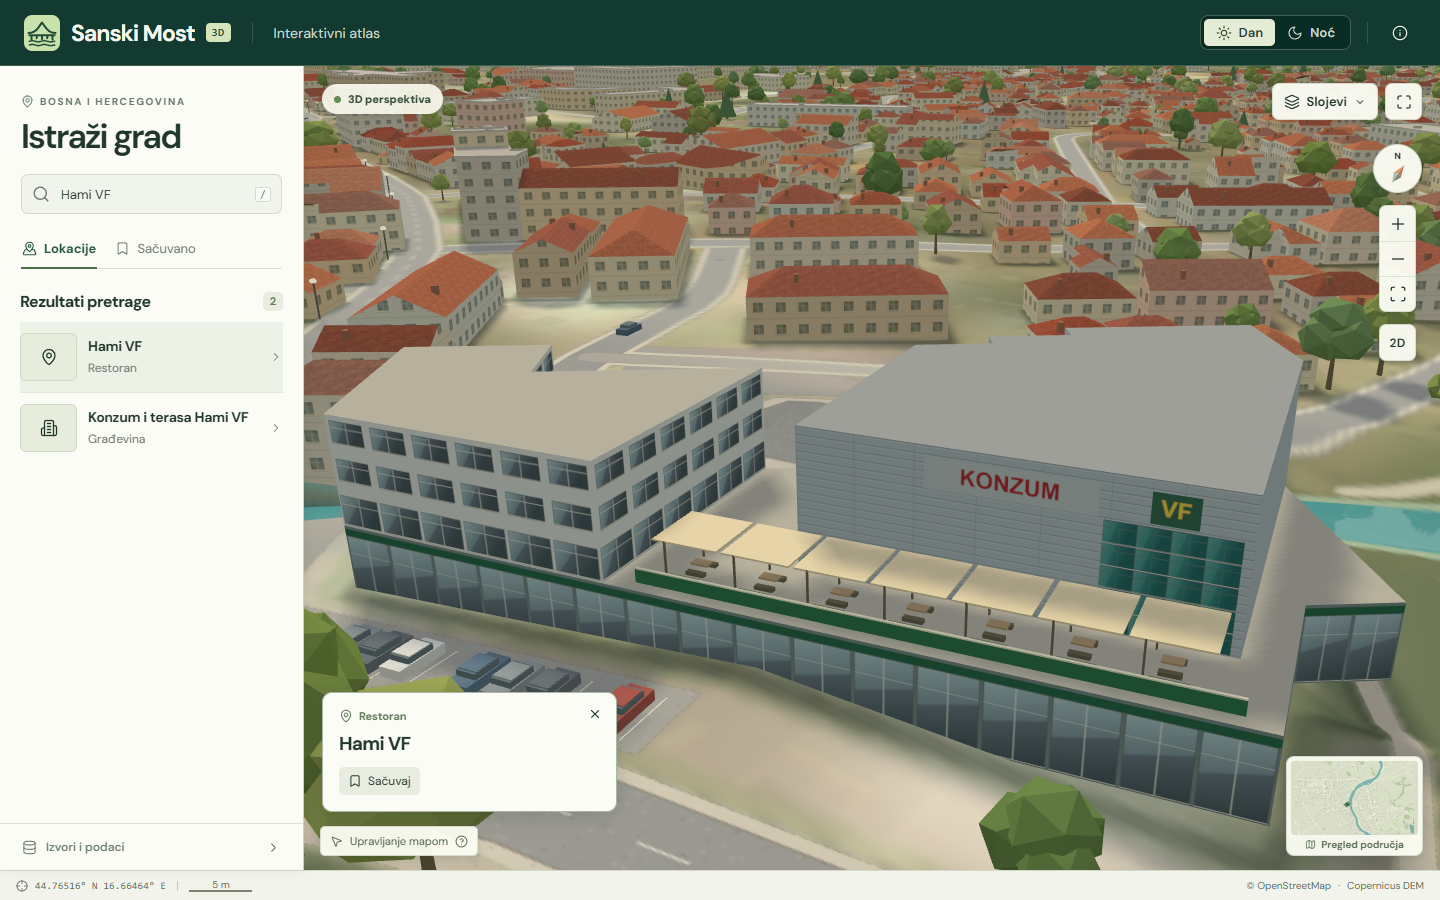 Sanski Most 3D
Interaktivni atlas
Dan
Noć
BOSNA I HERCEGOVINA
Istraži grad
Hami VF /
Lokacije
Sačuvano
Rezultati pretrage 2
Hami VF
Restoran
Konzum i terasa Hami VF
Građevina
Izvori i podaci
3D perspektiva
Slojevi
N
2D
KONZUM
VF
Restoran
Hami VF
Sačuvaj
Upravljanje mapom
Pregled područja
44.76516° N 16.66464° E
5 m
© OpenStreetMap · Copernicus DEM